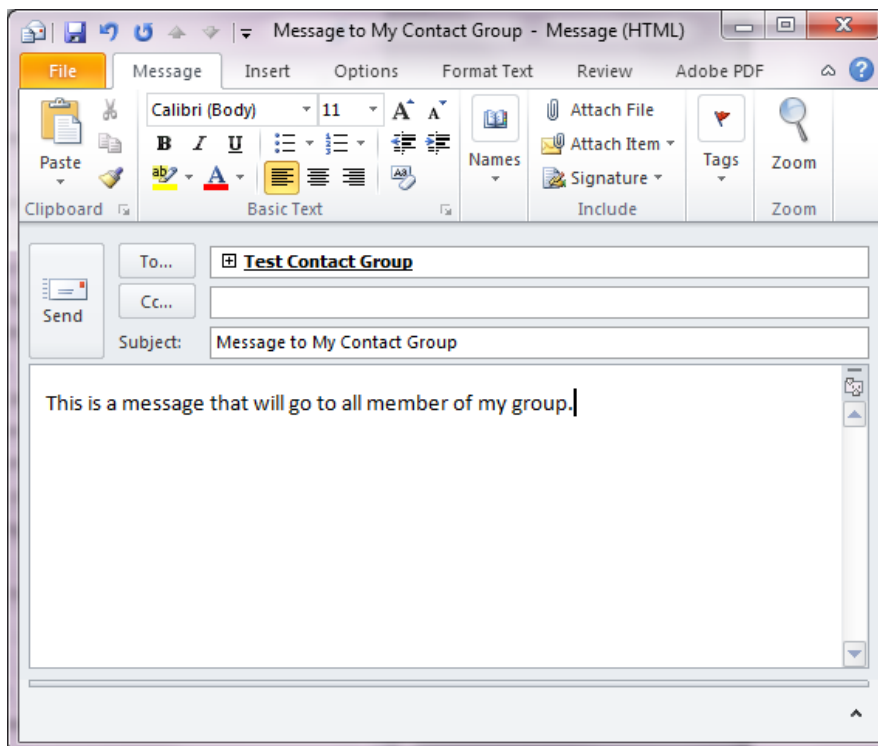 Message to My Contact Group - Message (HTML)
File Message Insert Options Format Text Review Adobe PDF
Calibri (Body) 11 A A Attach File
B I U Names Attach Item Tags Zoom
Paste ab A Aa Signature
Clipboard Basic Text Include Zoom
To... Test Contact Group
Cc...
Send
Subject: Message to My Contact Group
This is a message that will go to all member of my group.